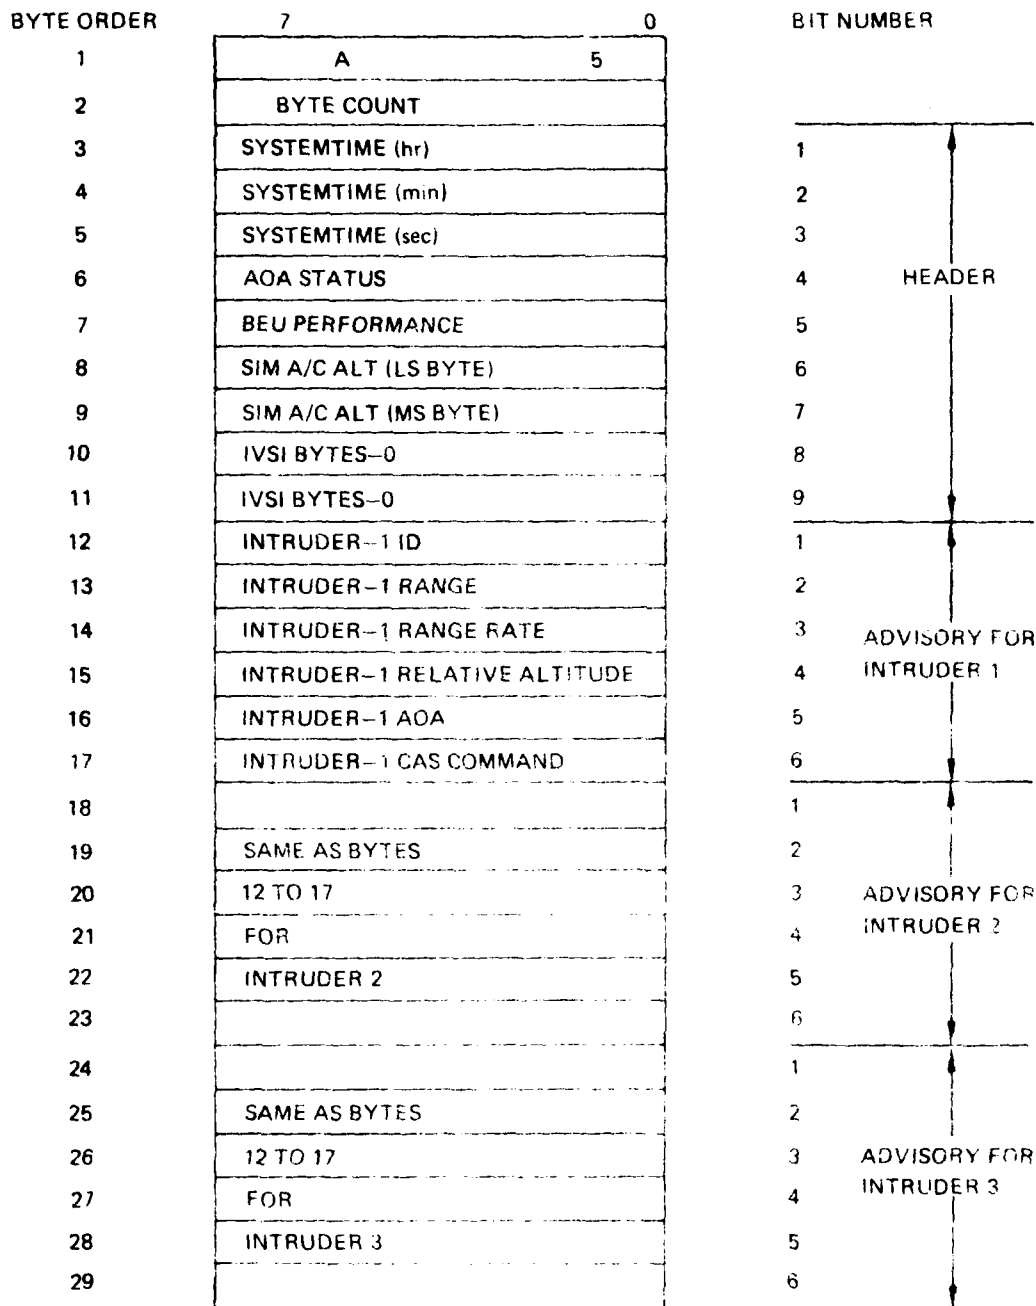 BYTE ORDER 7 0 BIT NUMBER
1 A 5
2 BYTE COUNT
3 SYSTEMTIME (hr) 1
4 SYSTEMTIME (min) 2
5 SYSTEMTIME (sec) 3
6 AOA STATUS 4 HEADER
7 BEU PERFORMANCE 5
8 SIM A/C ALT (LS BYTE) 6
9 SIM A/C ALT (MS BYTE) 7
10 IVSI BYTES–0 8
11 IVSI BYTES–0 9
12 INTRUDER–1 ID 1
13 INTRUDER–1 RANGE 2
14 INTRUDER–1 RANGE RATE 3 ADVISORY FOR
15 INTRUDER–1 RELATIVE ALTITUDE 4 INTRUDER 1
16 INTRUDER–1 AOA 5
17 INTRUDER–1 CAS COMMAND 6
18 1
19 SAME AS BYTES 2
20 12 TO 17 3 ADVISORY FOR
21 FOR 4 INTRUDER 2
22 INTRUDER 2 5
23 6
24 1
25 SAME AS BYTES 2
26 12 TO 17 3 ADVISORY FOR
27 FOR 4 INTRUDER 3
28 INTRUDER 3 5
29 6